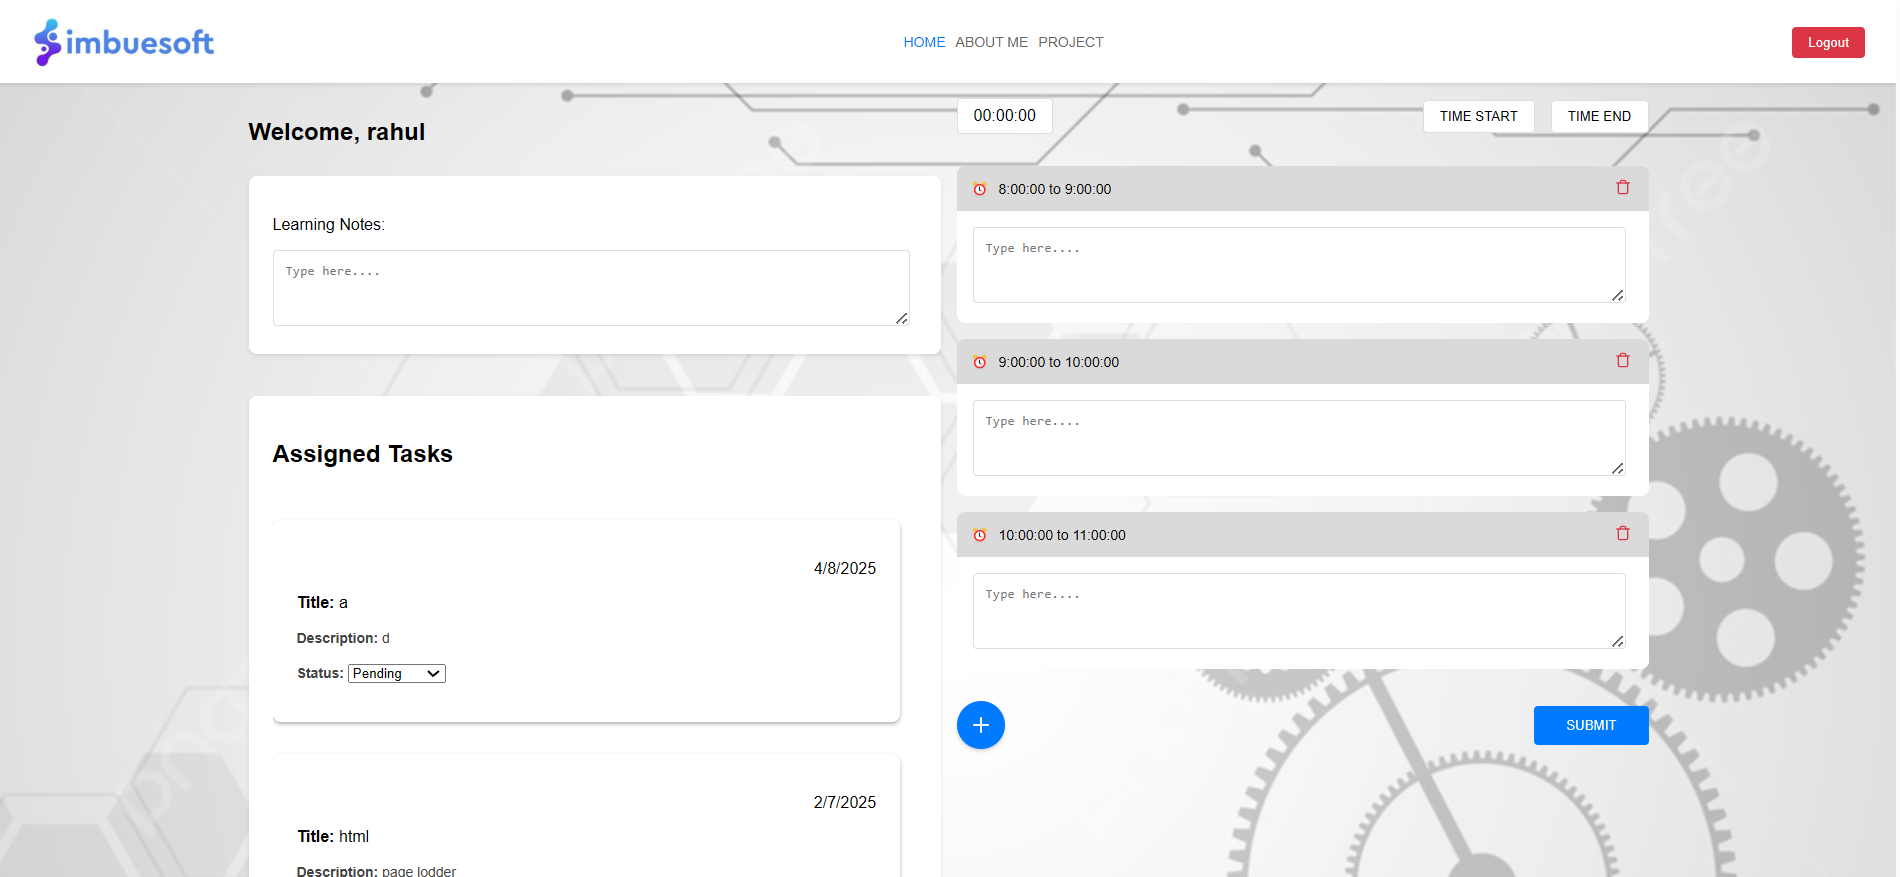 imbuesoft
HOME ABOUT ME PROJECT
Logout
Welcome, rahul
Learning Notes:
Type here....
Assigned Tasks
4/8/2025
Title: a
Description: d
Status: Pending
2/7/2025
Title: html
Description: page lodder
00:00:00
TIME START
TIME END
8:00:00 to 9:00:00
Type here....
9:00:00 to 10:00:00
Type here....
10:00:00 to 11:00:00
Type here....
SUBMIT